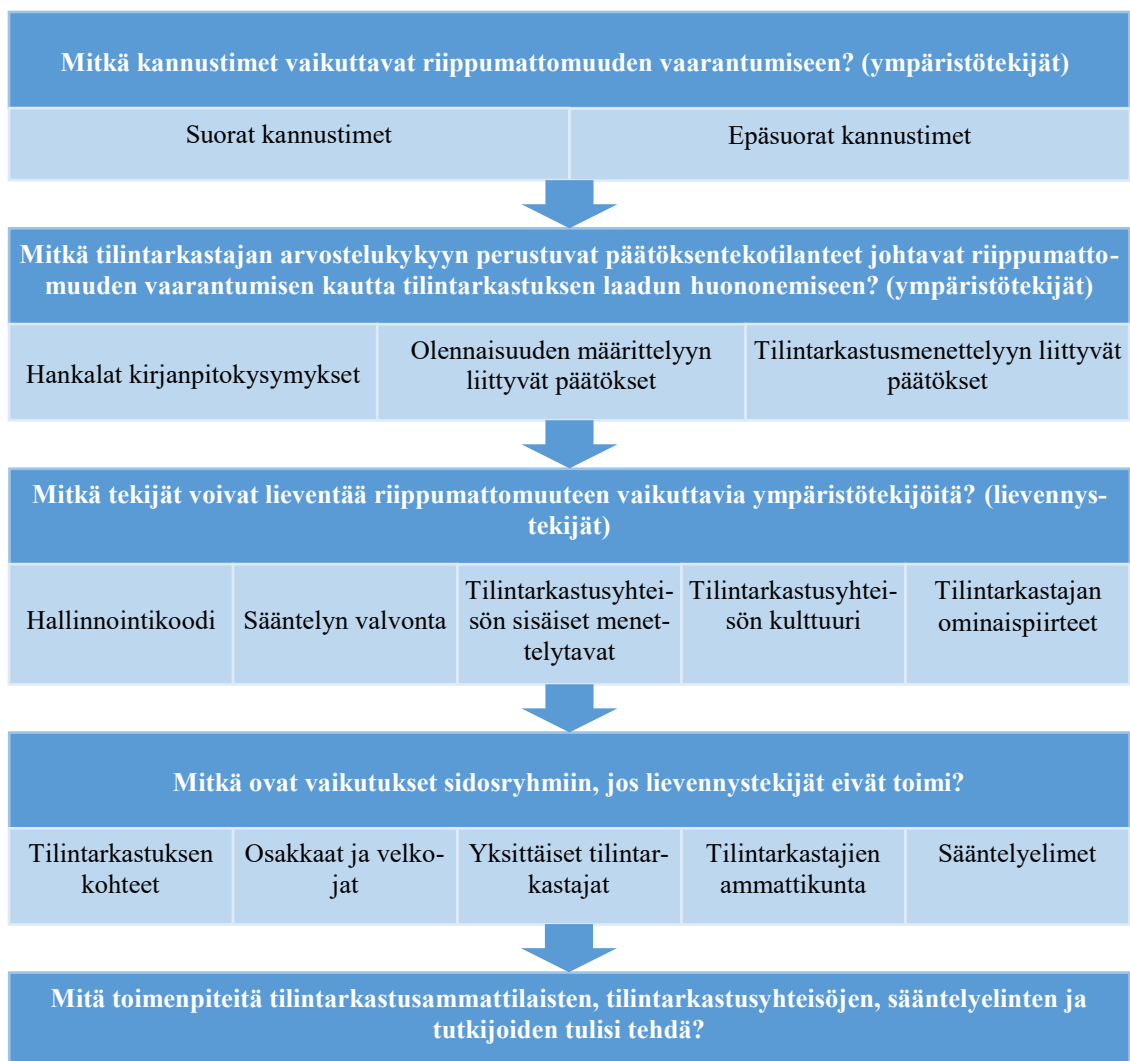 Mitkä kannustimet vaikuttavat riippumattomuuden vaarantumiseen? (ympäristötekijät)
Suorat kannustimet
Epäsuorat kannustimet
Mitkä tilintarkastajan arvostelukykyyn perustuvat päätöksentekotilanteet johtavat riippumatto-
muuden vaarantumisen kautta tilintarkastuksen laadun huononemiseen? (ympäristötekijät)
Hankalat kirjanpitokysymykset
Olennaisuuden määrittelyyn
liittyvät päätökset
Tilintarkastusmenettelyyn liittyvät
päätökset
Mitkä tekijät voivat lieventää riippumattomuuteen vaikuttavia ympäristötekijöitä? (lievennys-
tekijät)
Hallinnointikoodi
Sääntelyn valvonta
Tilintarkastusyhtei-
sön sisäiset menet-
telytavat
Tilintarkastusyhtei-
sön kulttuuri
Tilintarkastajan
ominaispiirteet
Mitkä ovat vaikutukset sidosryhmiin, jos lievennystekijät eivät toimi?
Tilintarkastuksen
kohteet
Osakkaat ja velko-
jat
Yksittäiset tilintar-
kastajat
Tilintarkastajien
ammattikunta
Sääntelyelimet
Mitä toimenpiteitä tilintarkastusammattilaisten, tilintarkastusyhteisöjen, sääntelyelinten ja
tutkijoiden tulisi tehdä?